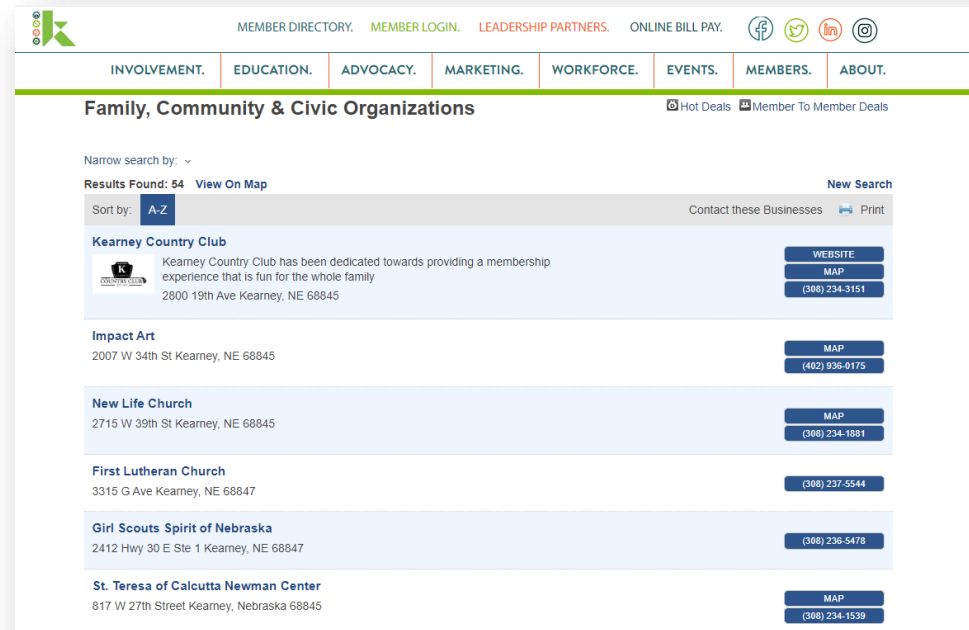 MEMBER DIRECTORY. MEMBER LOGIN. LEADERSHIP PARTNERS. ONLINE BILL PAY.
INVOLVEMENT. EDUCATION. ADVOCACY. MARKETING. WORKFORCE. EVENTS. MEMBERS. ABOUT.
Family, Community & Civic Organizations
Hot Deals Member To Member Deals
Narrow search by:
Results Found: 54 View On Map New Search
Sort by: A-Z Contact these Businesses Print
Kearney Country Club
K
COUNTRY CLUB
Kearney Country Club has been dedicated towards providing a membership
experience that is fun for the whole family
2800 19th Ave Kearney, NE 68845
WEBSITE
MAP
(308) 234-3151
Impact Art
2007 W 34th St Kearney, NE 68845
MAP
(402) 936-0175
New Life Church
2715 W 39th St Kearney, NE 68845
MAP
(308) 234-1881
First Lutheran Church
3315 G Ave Kearney, NE 68847
(308) 237-5544
Girl Scouts Spirit of Nebraska
2412 Hwy 30 E Ste 1 Kearney, NE 68847
(308) 236-5478
St. Teresa of Calcutta Newman Center
817 W 27th Street Kearney, Nebraska 68845
MAP
(308) 234-1539